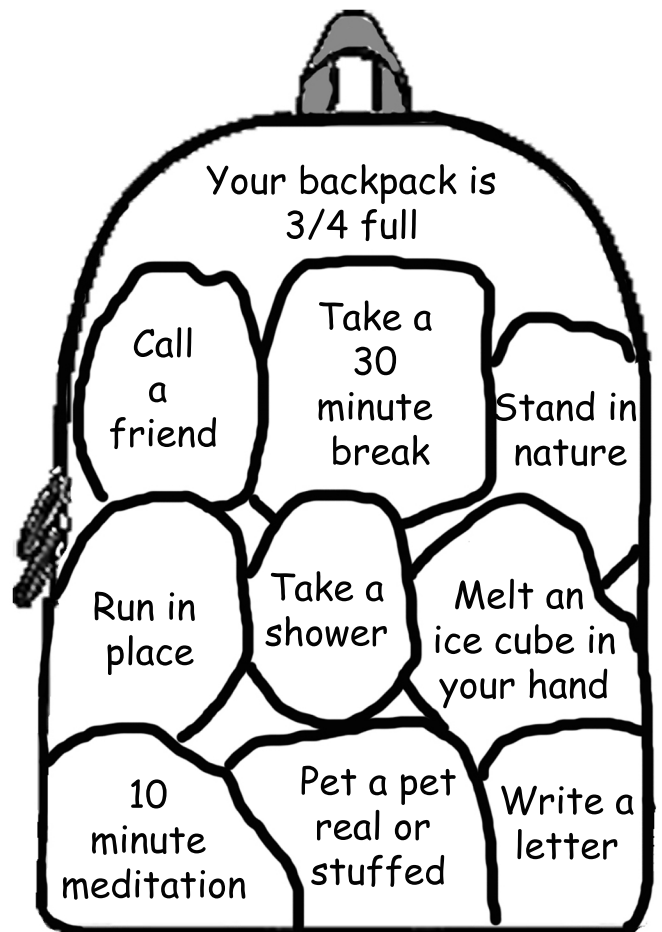 Your backpack is
3/4 full
Call
a
friend
Take a
30
minute
break
Stand in
nature
Run in
place
Take a
shower
Melt an
ice cube in
your hand
10
minute
meditation
Pet a pet
real or
stuffed
Write a
letter